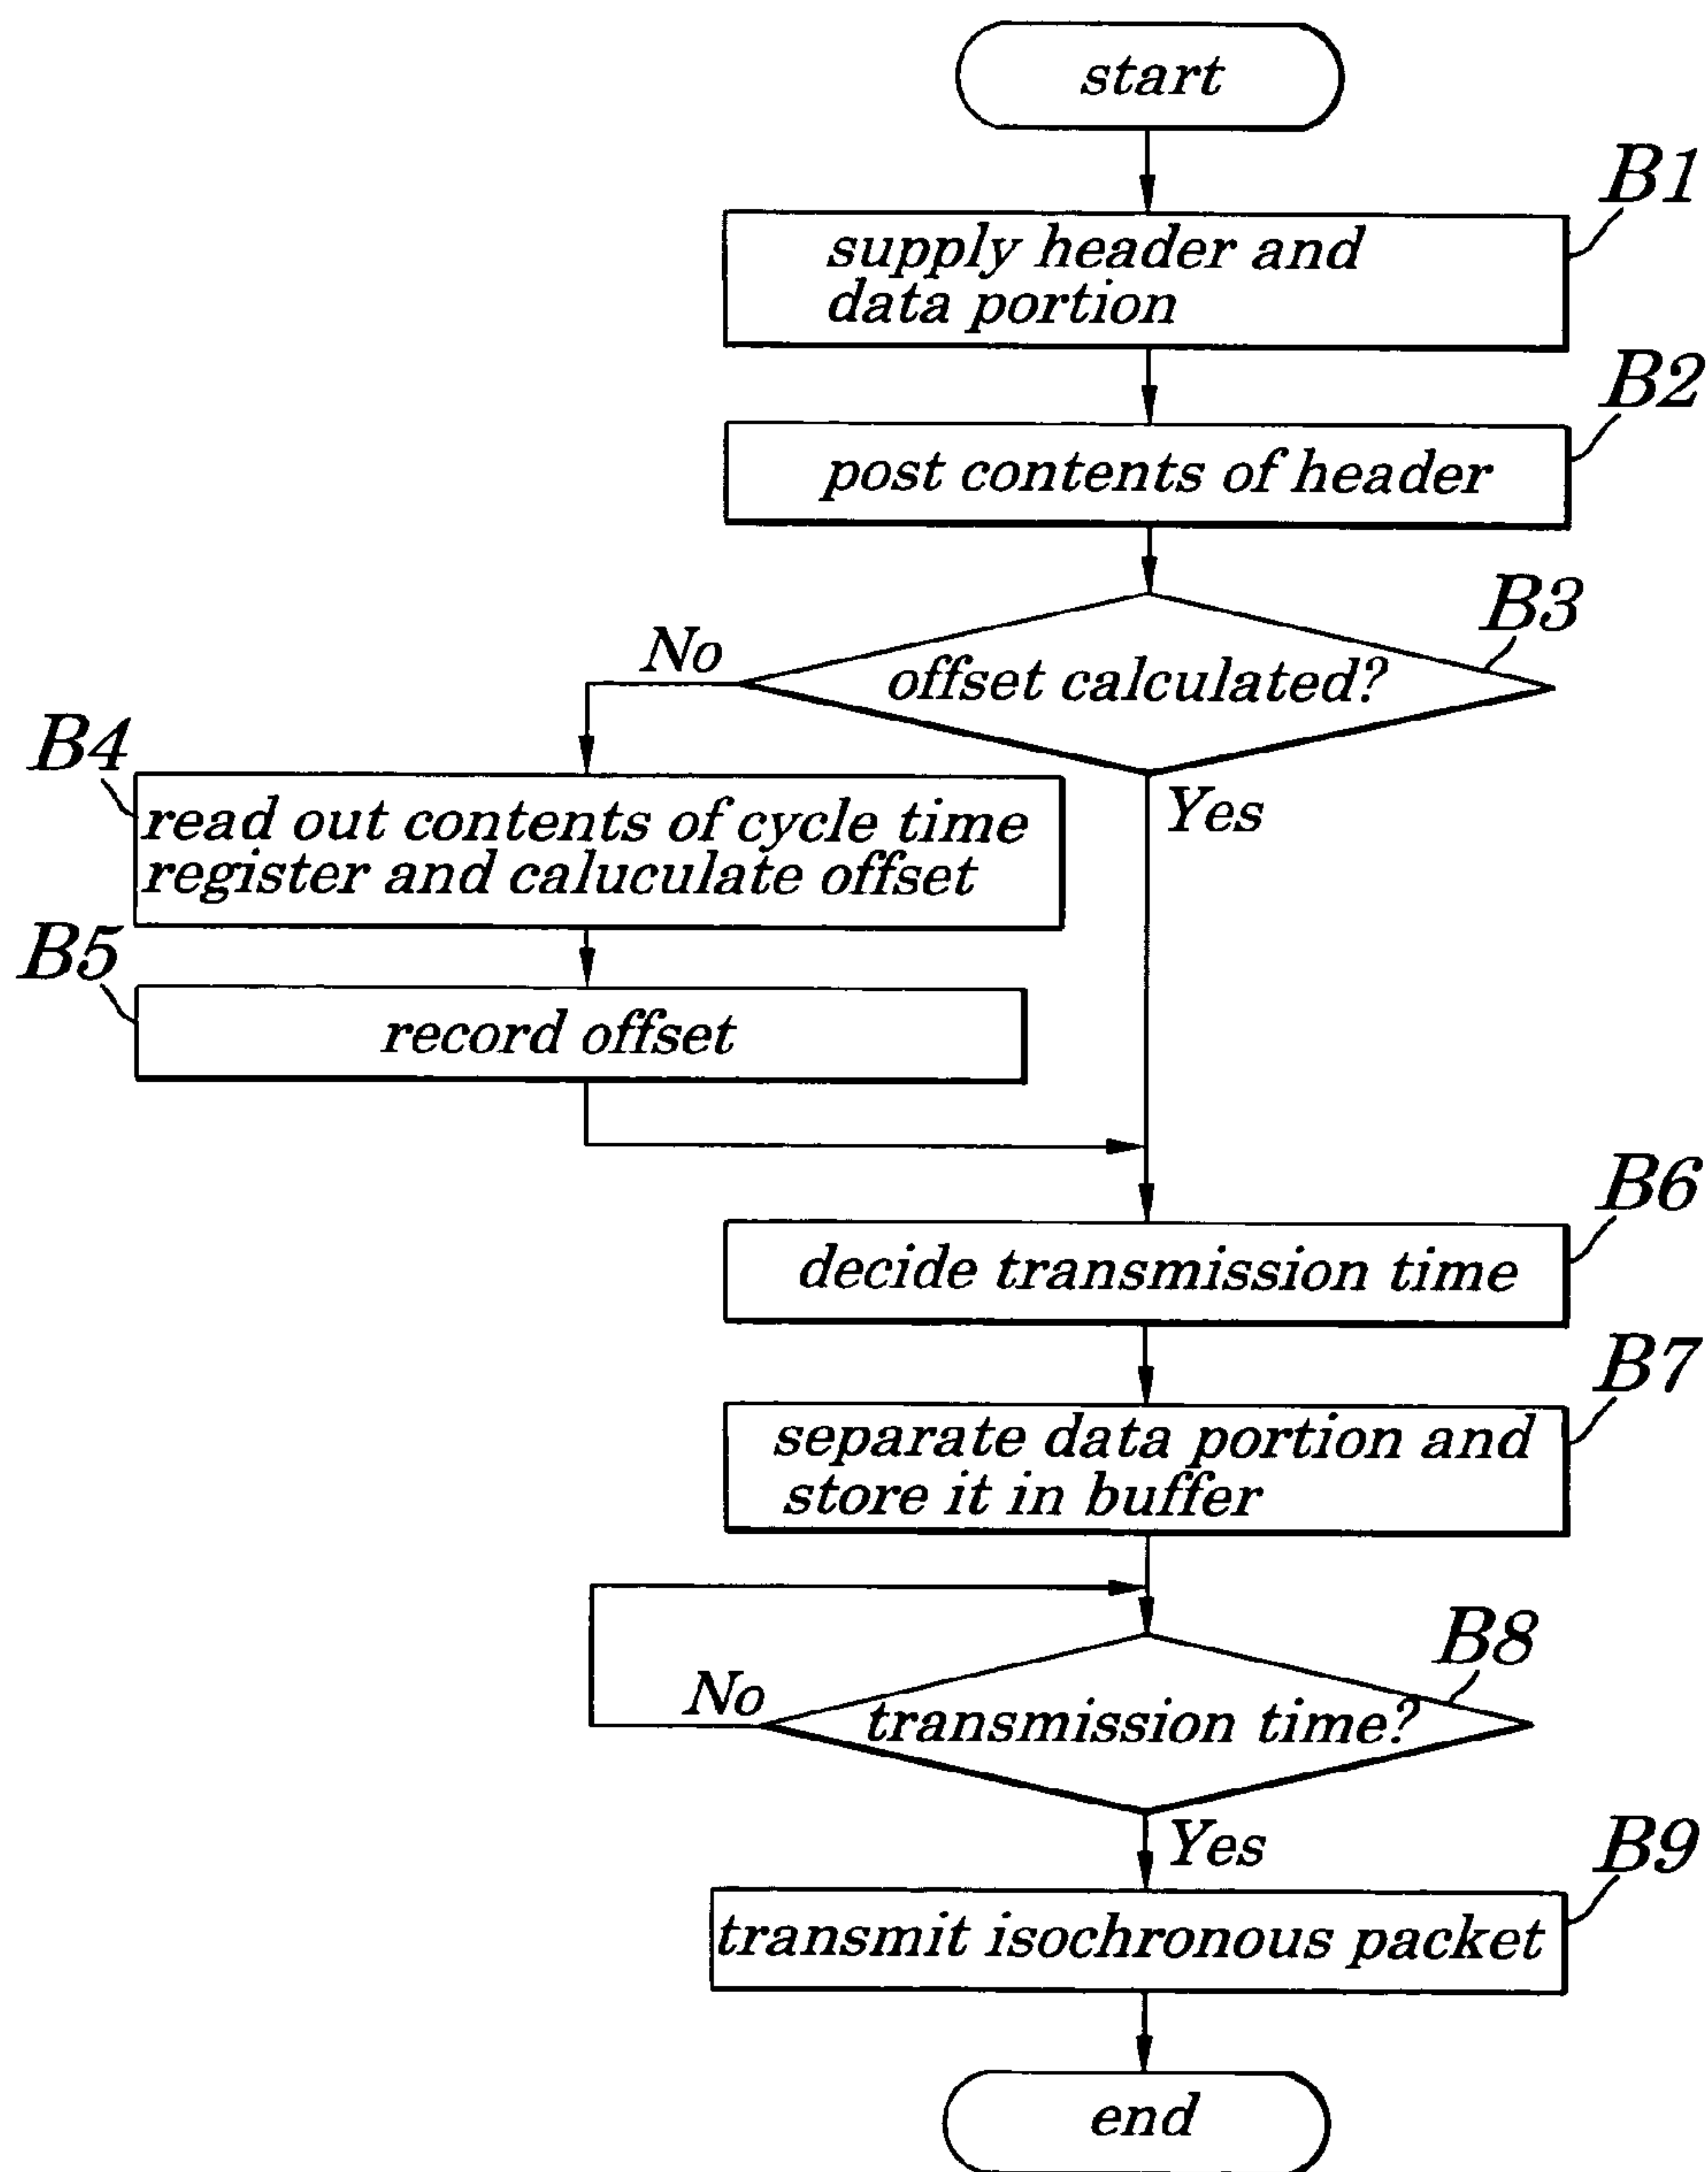 start
B1
supply header and
data portion
B2
post contents of header
B3
No
offset calculated?
Yes
B4
read out contents of cycle time
register and caluculate offset
B5
record offset
B6
decide transmission time
B7
separate data portion and
store it in buffer
B8
No
transmission time?
Yes
B9
transmit isochronous packet
end